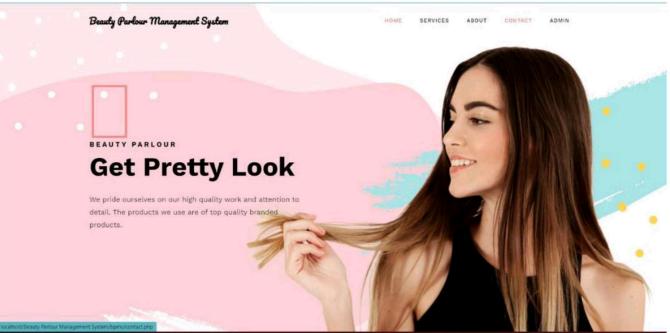 Beauty Parlour Management System
HOME SERVICES ABOUT CONTACT ADMIN
BEAUTY PARLOUR
Get Pretty Look
We pride ourselves on our high quality work and attention to
detail. The products we use are of top quality branded
products.
localhost/Beauty Parlour Management System/bpms/contact.php